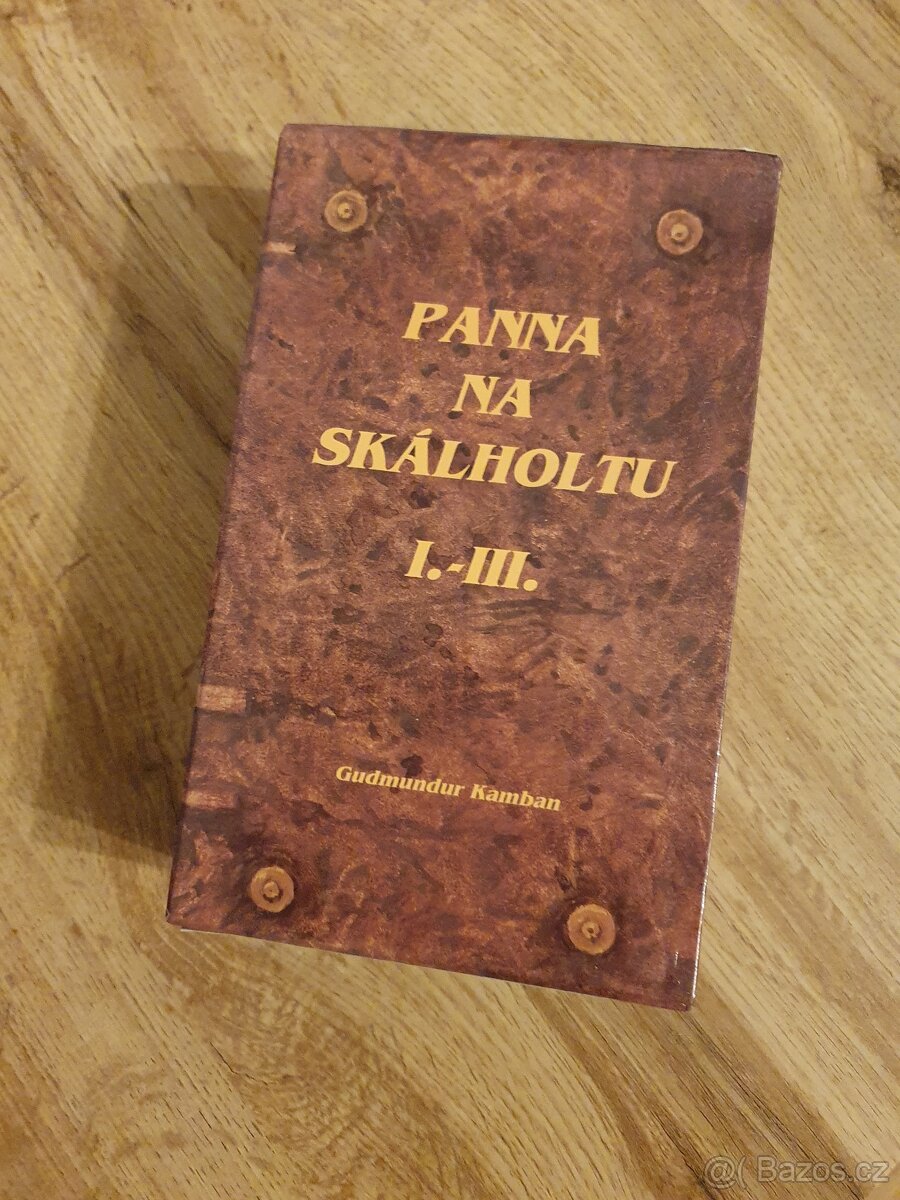 PANNA
NA
SKÁLHOLTU
I.-III.
Gudmundur Kamban
@( Bazos.cz